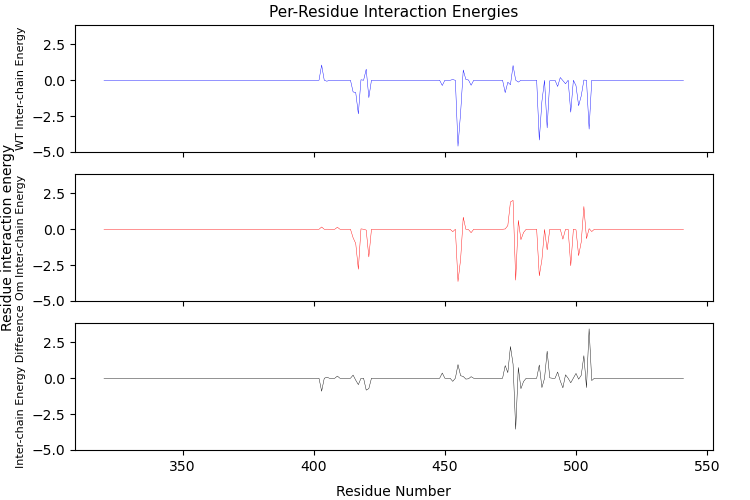 Per-Residue Interaction Energies
Residue interaction energy
WT Inter-chain Energy
2.5
0.0
−2.5
−5.0
Om Inter-chain Energy
2.5
0.0
−2.5
−5.0
Inter-chain Energy Difference
2.5
0.0
−2.5
−5.0
350
400
450
500
550
Residue Number